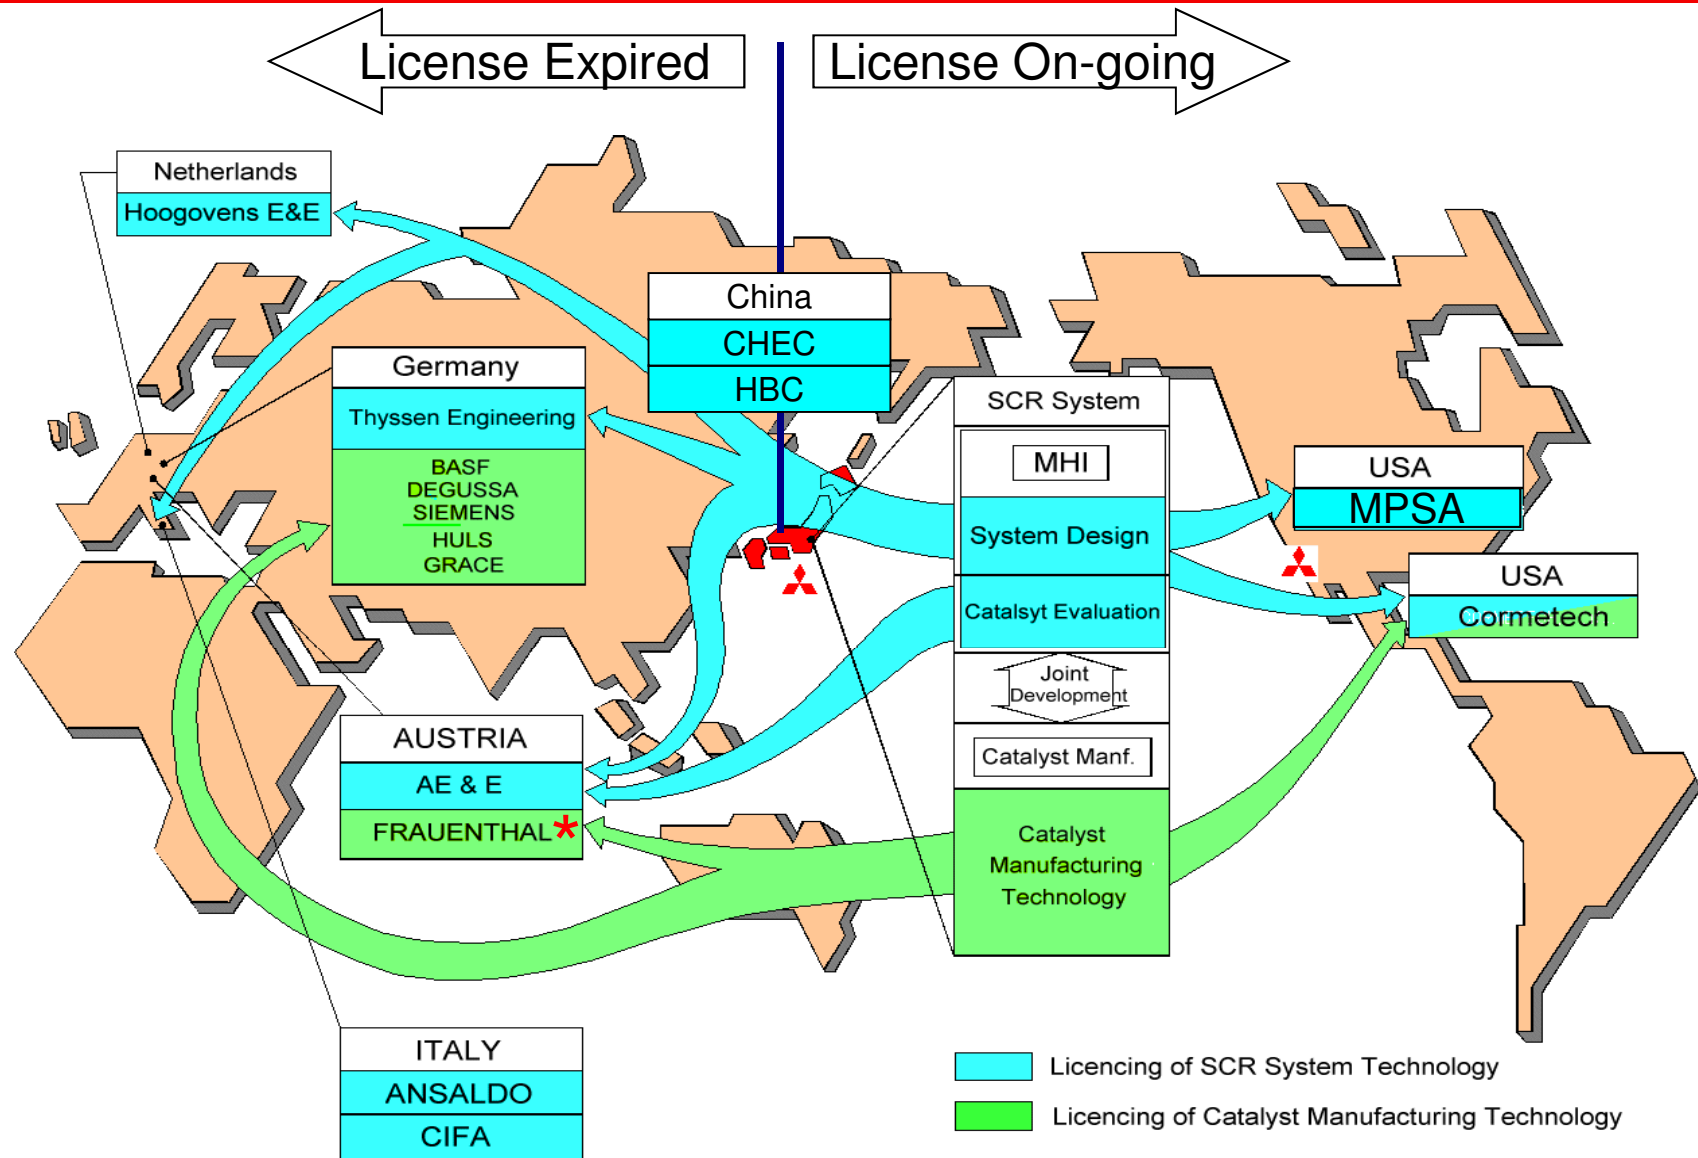 License Expired
License On-going
Netherlands
Hoogovens E&E
China
CHEC
HBC
Germany
Thyssen Engineering
BASF
DEGUSSA
SIEMENS
HULS
GRACE
SCR System
MHI
System Design
Catalsyt Evaluation
Joint
Development
Catalyst Manf.
Catalyst
Manufacturing
Technology
USA
MPSA
USA
Cormetech
AUSTRIA
AE & E
FRAUENTHAL*
ITALY
ANSALDO
CIFA
Licencing of SCR System Technology
Licencing of Catalyst Manufacturing Technology